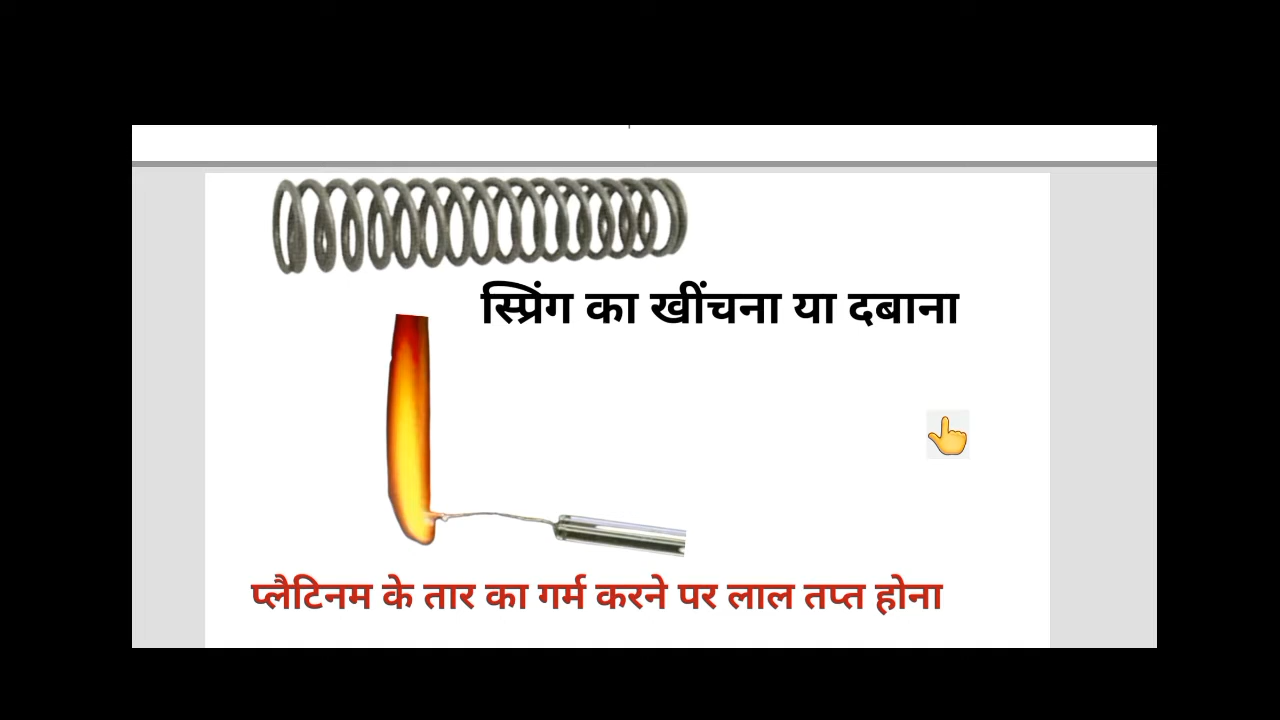 स्प्रिंग का खींचना या दबाना
प्लैटिनम के तार का गर्म करने पर लाल तप्त होना